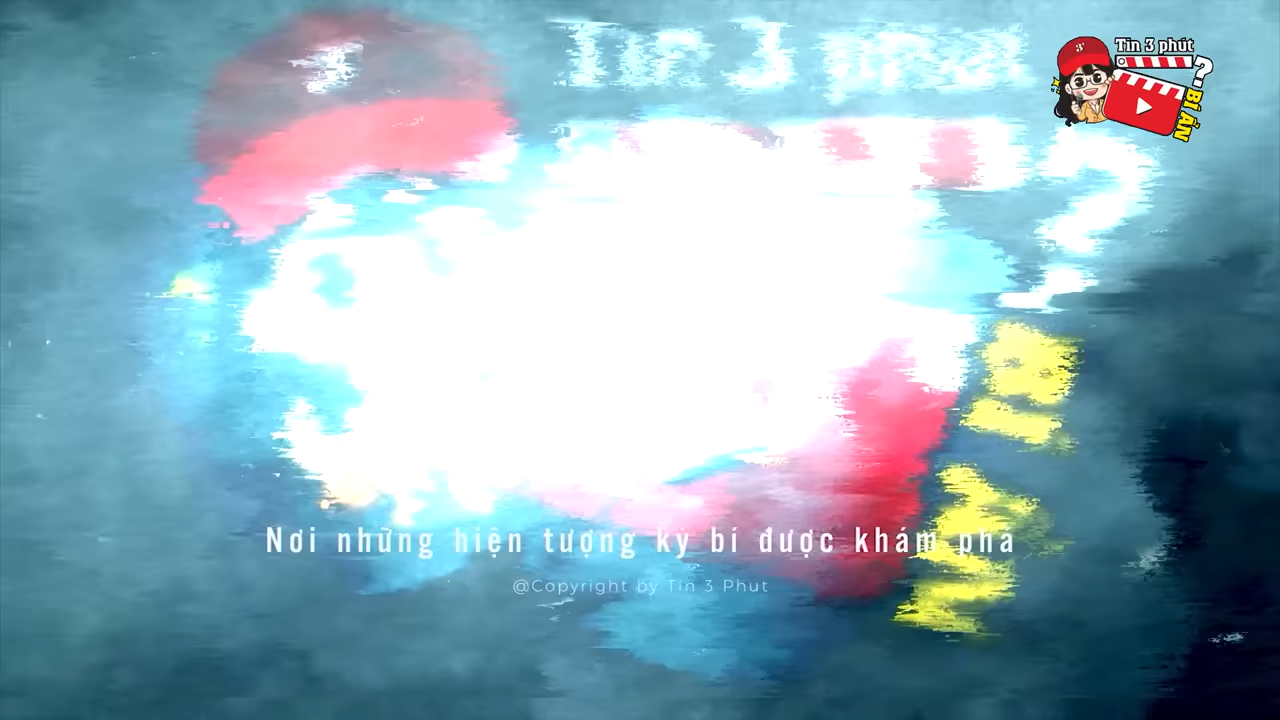 Tin 3 phút
?
BÍ ẨN
Nơi những hiện tượng kỳ bí được khám phá
@Copyright by Tin 3 Phut